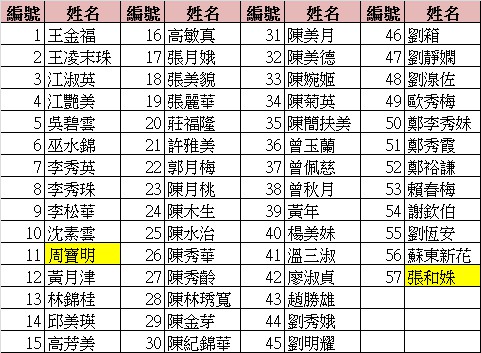 編號 姓名 編號 姓名 編號 姓名 編號 姓名
1 王金福 16 高敏真 31 陳美月 46 劉箱
2 王凌末珠 17 張月娥 32 陳美德 47 劉靜嫻
3 江淑英 18 張美貌 33 陳婉姬 48 劉湶佐
4 江艷美 19 張麗華 34 陳菊英 49 歐秀梅
5 吳碧雲 20 莊福隆 35 陳簡扶美 50 鄭李秀妹
6 巫水錦 21 許雅美 36 曾玉蘭 51 鄭秀霞
7 李秀英 22 郭月梅 37 曾佩慈 52 鄭裕謙
8 李秀珠 23 陳月桃 38 曾秋月 53 賴春梅
9 李松華 24 陳木生 39 黃年 54 謝欽伯
10 沈素雲 25 陳水治 40 楊美妹 55 劉恆安
11 周寶明 26 陳秀華 41 溫三淑 56 蘇東新花
12 黃月津 27 陳秀齡 42 廖淑貞 57 張和姝
13 林錦桂 28 陳林琇寬 43 趙勝雄
14 邱美瑛 29 陳金芽 44 劉秀娥
15 高芳美 30 陳紀錦華 45 劉明耀